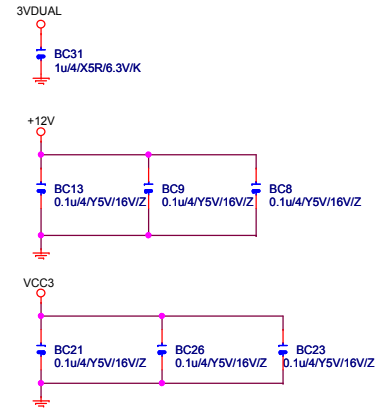 3VDUAL
BC31
1u/4/X5R/6.3V/K
+12V
BC13 BC9 BC8
0.1u/4/Y5V/16V/Z 0.1u/4/Y5V/16V/Z 0.1u/4/Y5V/16V/Z
VCC3
BC21 BC26 BC23
0.1u/4/Y5V/16V/Z 0.1u/4/Y5V/16V/Z 0.1u/4/Y5V/16V/Z